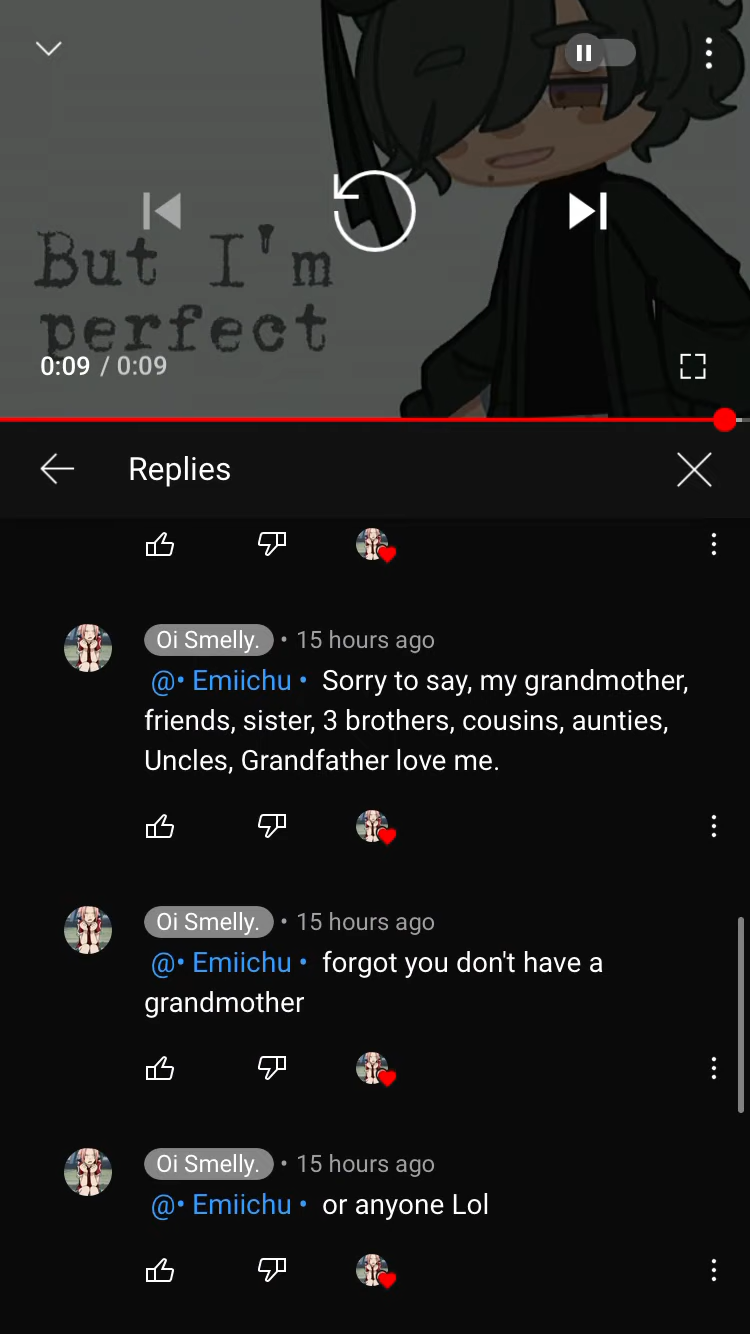 But I'm
perfect
0:09 / 0:09
Replies
Oi Smelly. • 15 hours ago
@• Emiichu • Sorry to say, my grandmother,
friends, sister, 3 brothers, cousins, aunties,
Uncles, Grandfather love me.
Oi Smelly. • 15 hours ago
@• Emiichu • forgot you don't have a
grandmother
Oi Smelly. • 15 hours ago
@• Emiichu • or anyone Lol